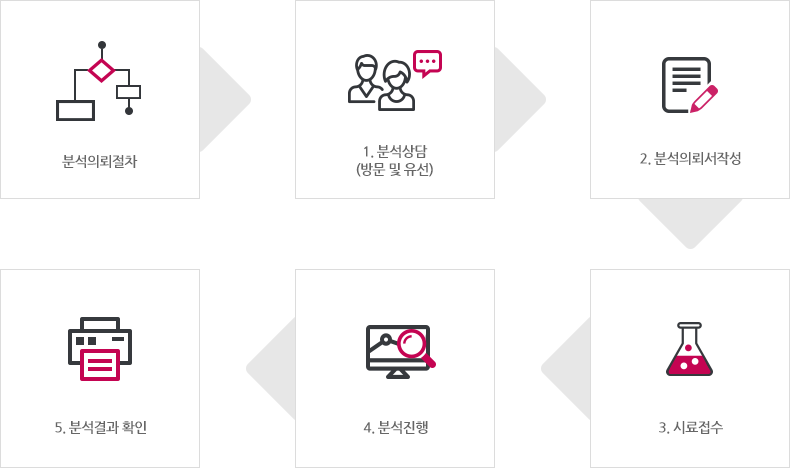 분석의뢰절차
1. 분석상담
(방문 및 유선)
2. 분석의뢰서작성
3. 시료접수
4. 분석진행
5. 분석결과 확인